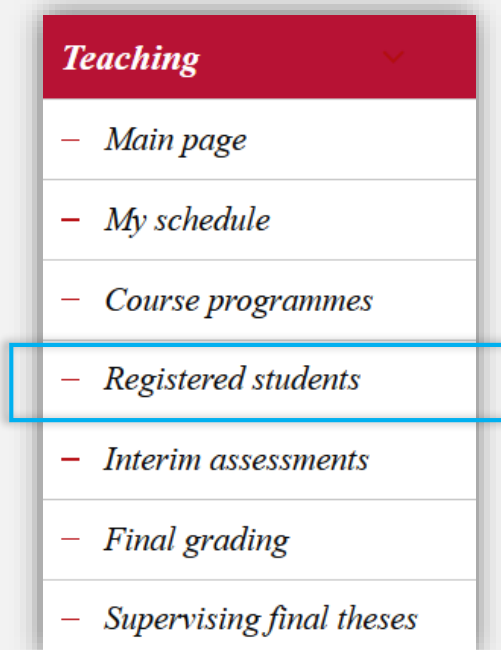 Teaching
– Main page
– My schedule
– Course programmes
– Registered students
– Interim assessments
– Final grading
– Supervising final theses